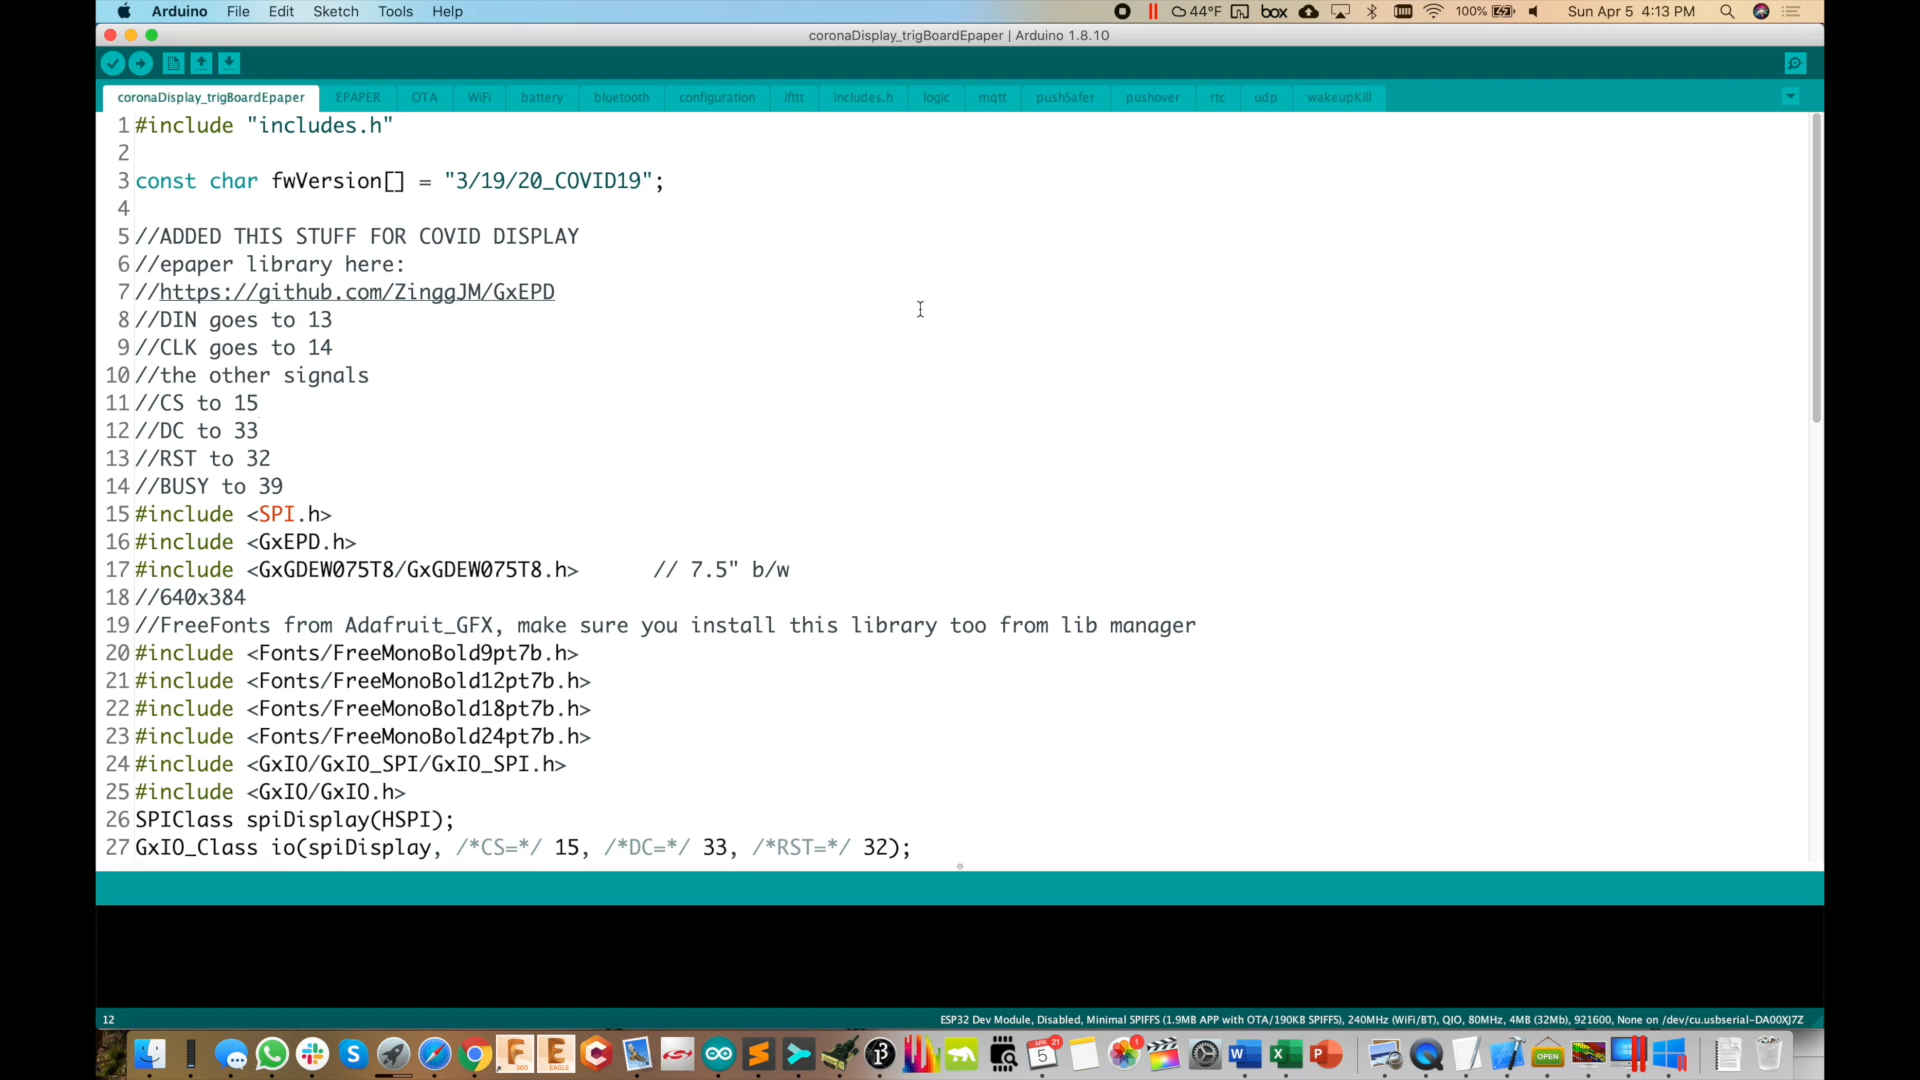 Arduino File Edit Sketch Tools Help 44°F box 100% Sun Apr 5 4:13 PM
coronaDisplay_trigBoardEpaper | Arduino 1.8.10
coronaDisplay_trigBoardEpaper EPAPER OTA WiFi battery bluetooth configuration ifttt includes.h logic mqtt pushSafer pushover rtc udp wakeupKill
1 #include "includes.h"
2
3 const char fwVersion[] = "3/19/20_COVID19";
4
5 //ADDED THIS STUFF FOR COVID DISPLAY
6 //epaper library here:
7 //https://github.com/ZinggJM/GxEPD
8 //DIN goes to 13
9 //CLK goes to 14
10 //the other signals
11 //CS to 15
12 //DC to 33
13 //RST to 32
14 //BUSY to 39
15 #include <SPI.h>
16 #include <GxEPD.h>
17 #include <GxGDEW075T8/GxGDEW075T8.h>      // 7.5" b/w
18 //640x384
19 //FreeFonts from Adafruit_GFX, make sure you install this library too from lib manager
20 #include <Fonts/FreeMonoBold9pt7b.h>
21 #include <Fonts/FreeMonoBold12pt7b.h>
22 #include <Fonts/FreeMonoBold18pt7b.h>
23 #include <Fonts/FreeMonoBold24pt7b.h>
24 #include <GxIO/GxIO_SPI/GxIO_SPI.h>
25 #include <GxIO/GxIO.h>
26 SPIClass spiDisplay(HSPI);
27 GxIO_Class io(spiDisplay, /*CS=*/ 15, /*DC=*/ 33, /*RST=*/ 32);
12 ESP32 Dev Module, Disabled, Minimal SPIFFS (1.9MB APP with OTA/190KB SPIFFS), 240MHz (WiFi/BT), QIO, 80MHz, 4MB (32Mb), 921600, None on /dev/cu.usbserial-DA00XJ7Z